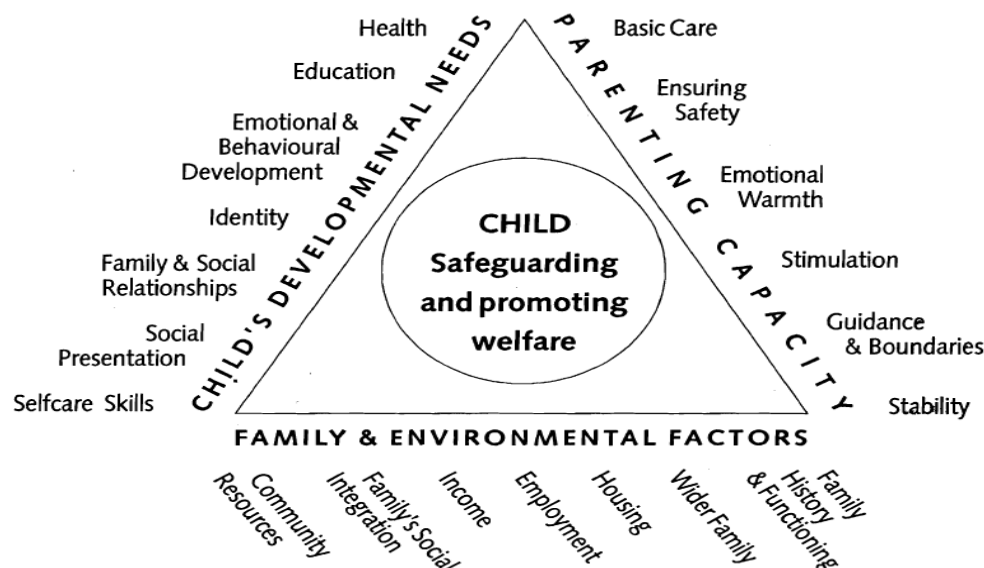 Health
Education
Emotional &
Behavioural
Development
Identity
Family & Social
Relationships
Social
Presentation
Selfcare Skills
CHILD'S DEVELOPMENTAL NEEDS
PARENTING CAPACITY
Basic Care
Ensuring
Safety
Emotional
Warmth
Stimulation
Guidance
& Boundaries
Stability
CHILD
Safeguarding
and promoting
welfare
FAMILY & ENVIRONMENTAL FACTORS
Community
Resources
Family's Social
Integration
Income
Employment
Housing
Wider Family
Family
History
& Functioning